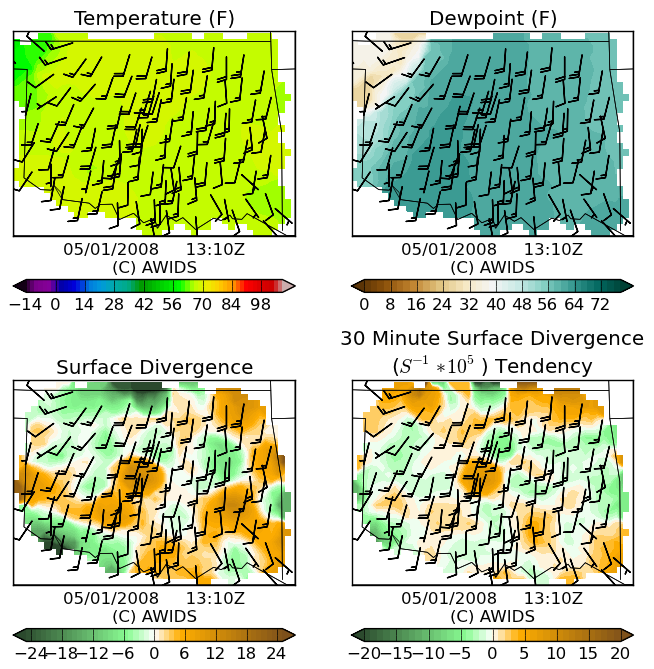 Temperature (F)
Dewpoint (F)
05/01/2008 13:10Z
(C) AWIDS
05/01/2008 13:10Z
(C) AWIDS
−14 0 14 28 42 56 70 84 98
0 8 16 24 32 40 48 56 64 72
Surface Divergence
30 Minute Surface Divergence
(S⁻¹ *10⁵ ) Tendency
05/01/2008 13:10Z
(C) AWIDS
05/01/2008 13:10Z
(C) AWIDS
−24 −18 −12 −6 0 6 12 18 24
−20 −15 −10 −5 0 5 10 15 20